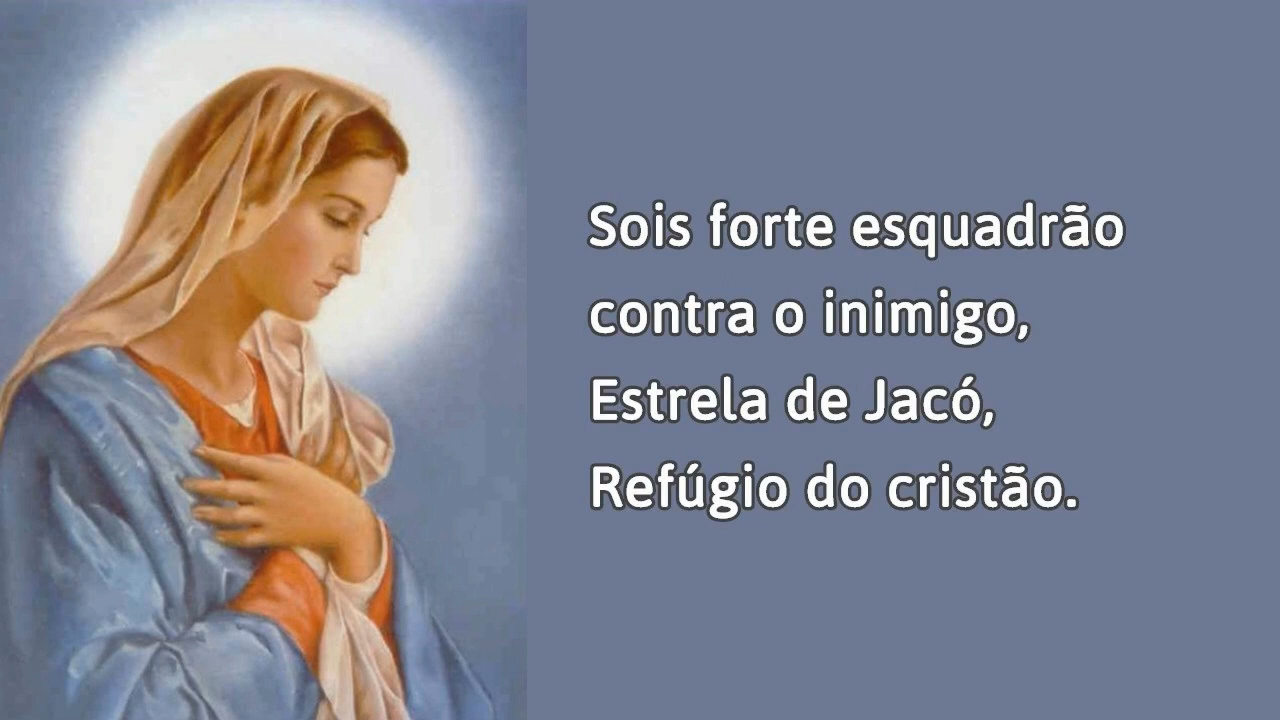 Sois forte esquadrão
contra o inimigo,
Estrela de Jacó,
Refúgio do cristão.